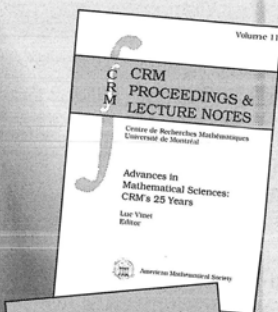 Volume 11
CRM
CRM
PROCEEDINGS &
LECTURE NOTES
Centre de Recherches Mathématiques
Université de Montréal
Advances in
Mathematical Sciences:
CRM's 25 Years
Luc Vinet
Editor
American Mathematical Society